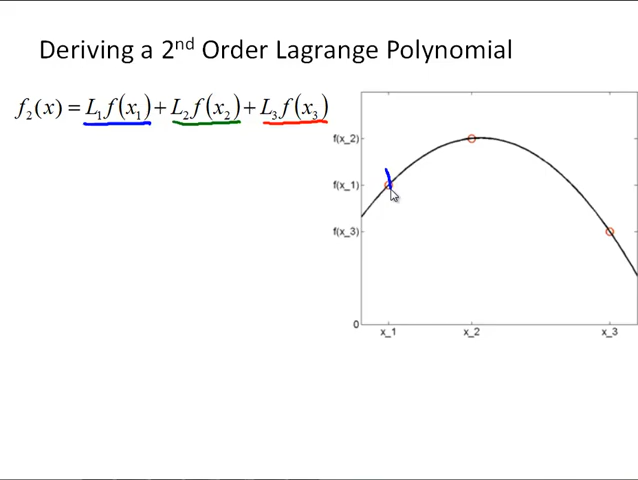 Deriving a 2nd Order Lagrange Polynomial
f₂(x) = L₁f(x₁) + L₂f(x₂) + L₃f(x₃)
f(x_2)
f(x_1)
f(x_3)
0
x_1 x_2 x_3